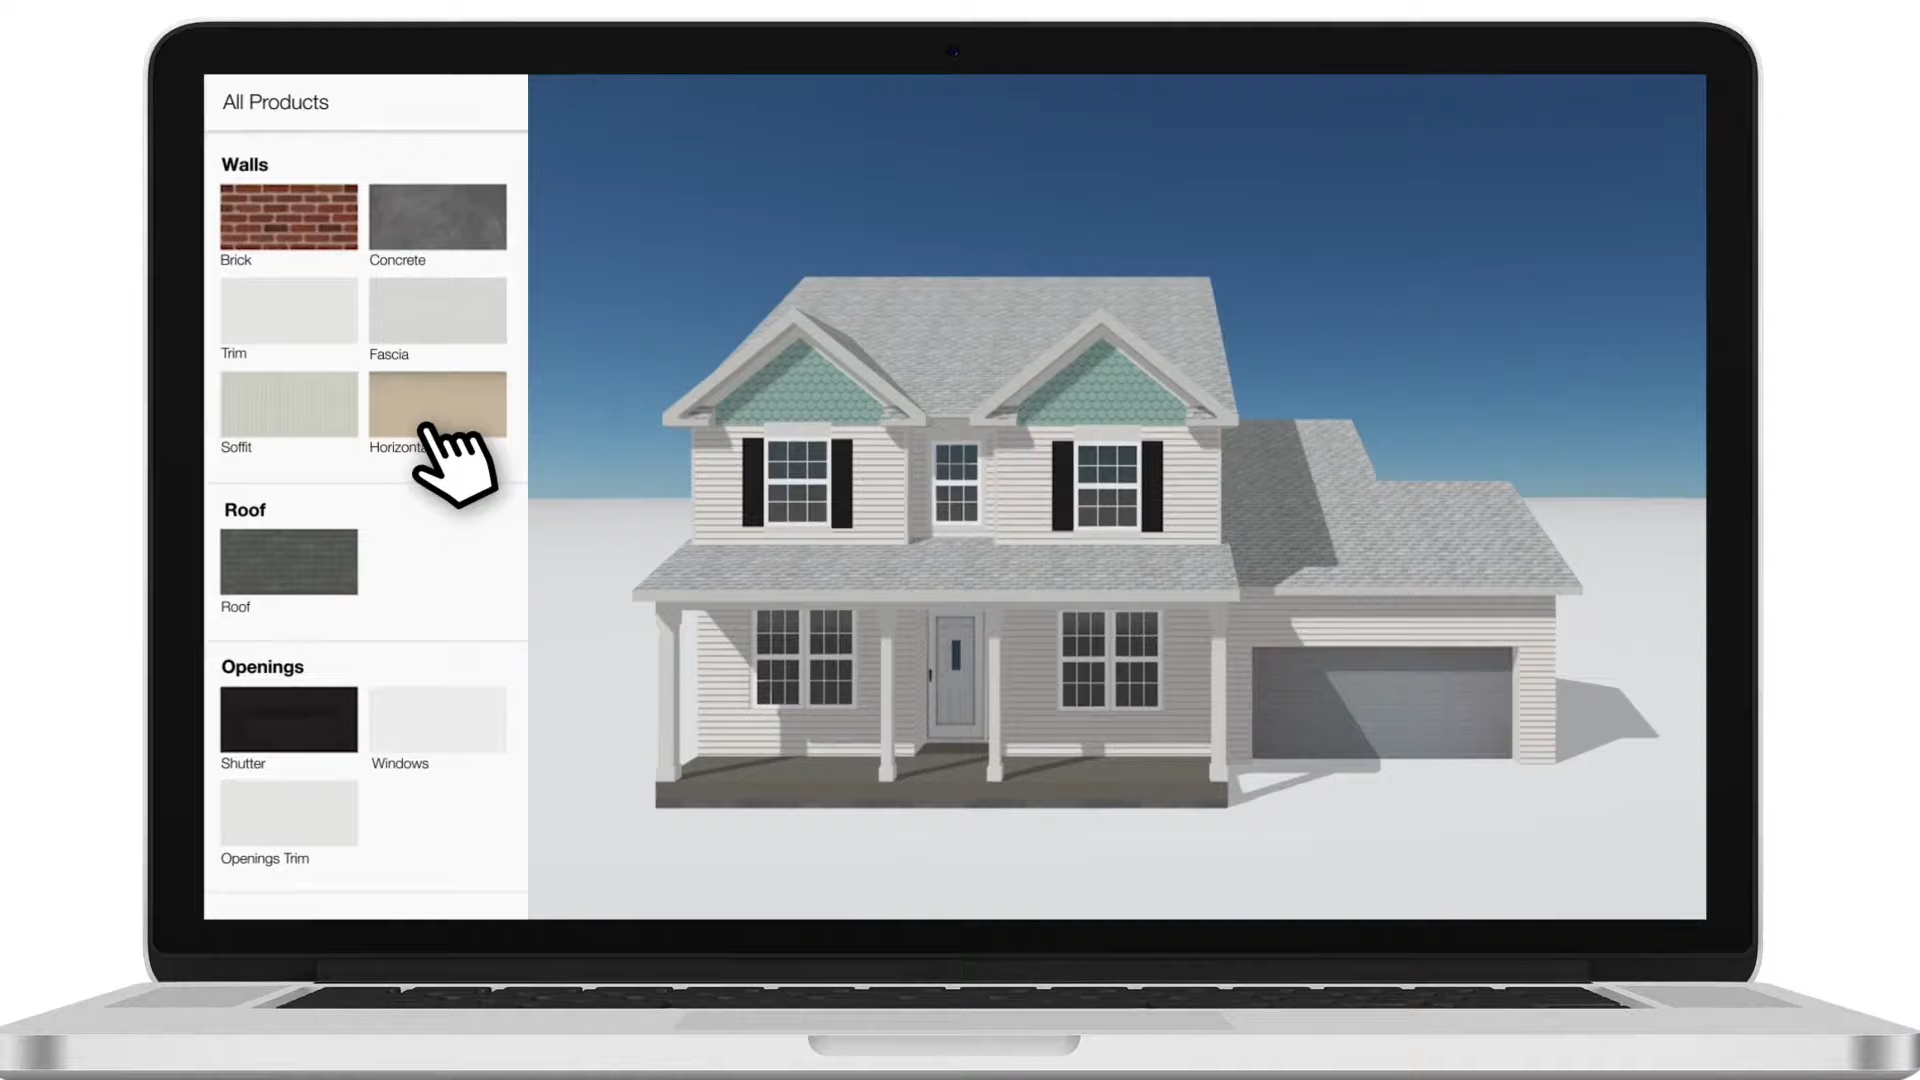 All Products
Walls
Brick
Concrete
Trim
Fascia
Soffit
Roof
Roof
Openings
Shutter
Windows
Openings Trim